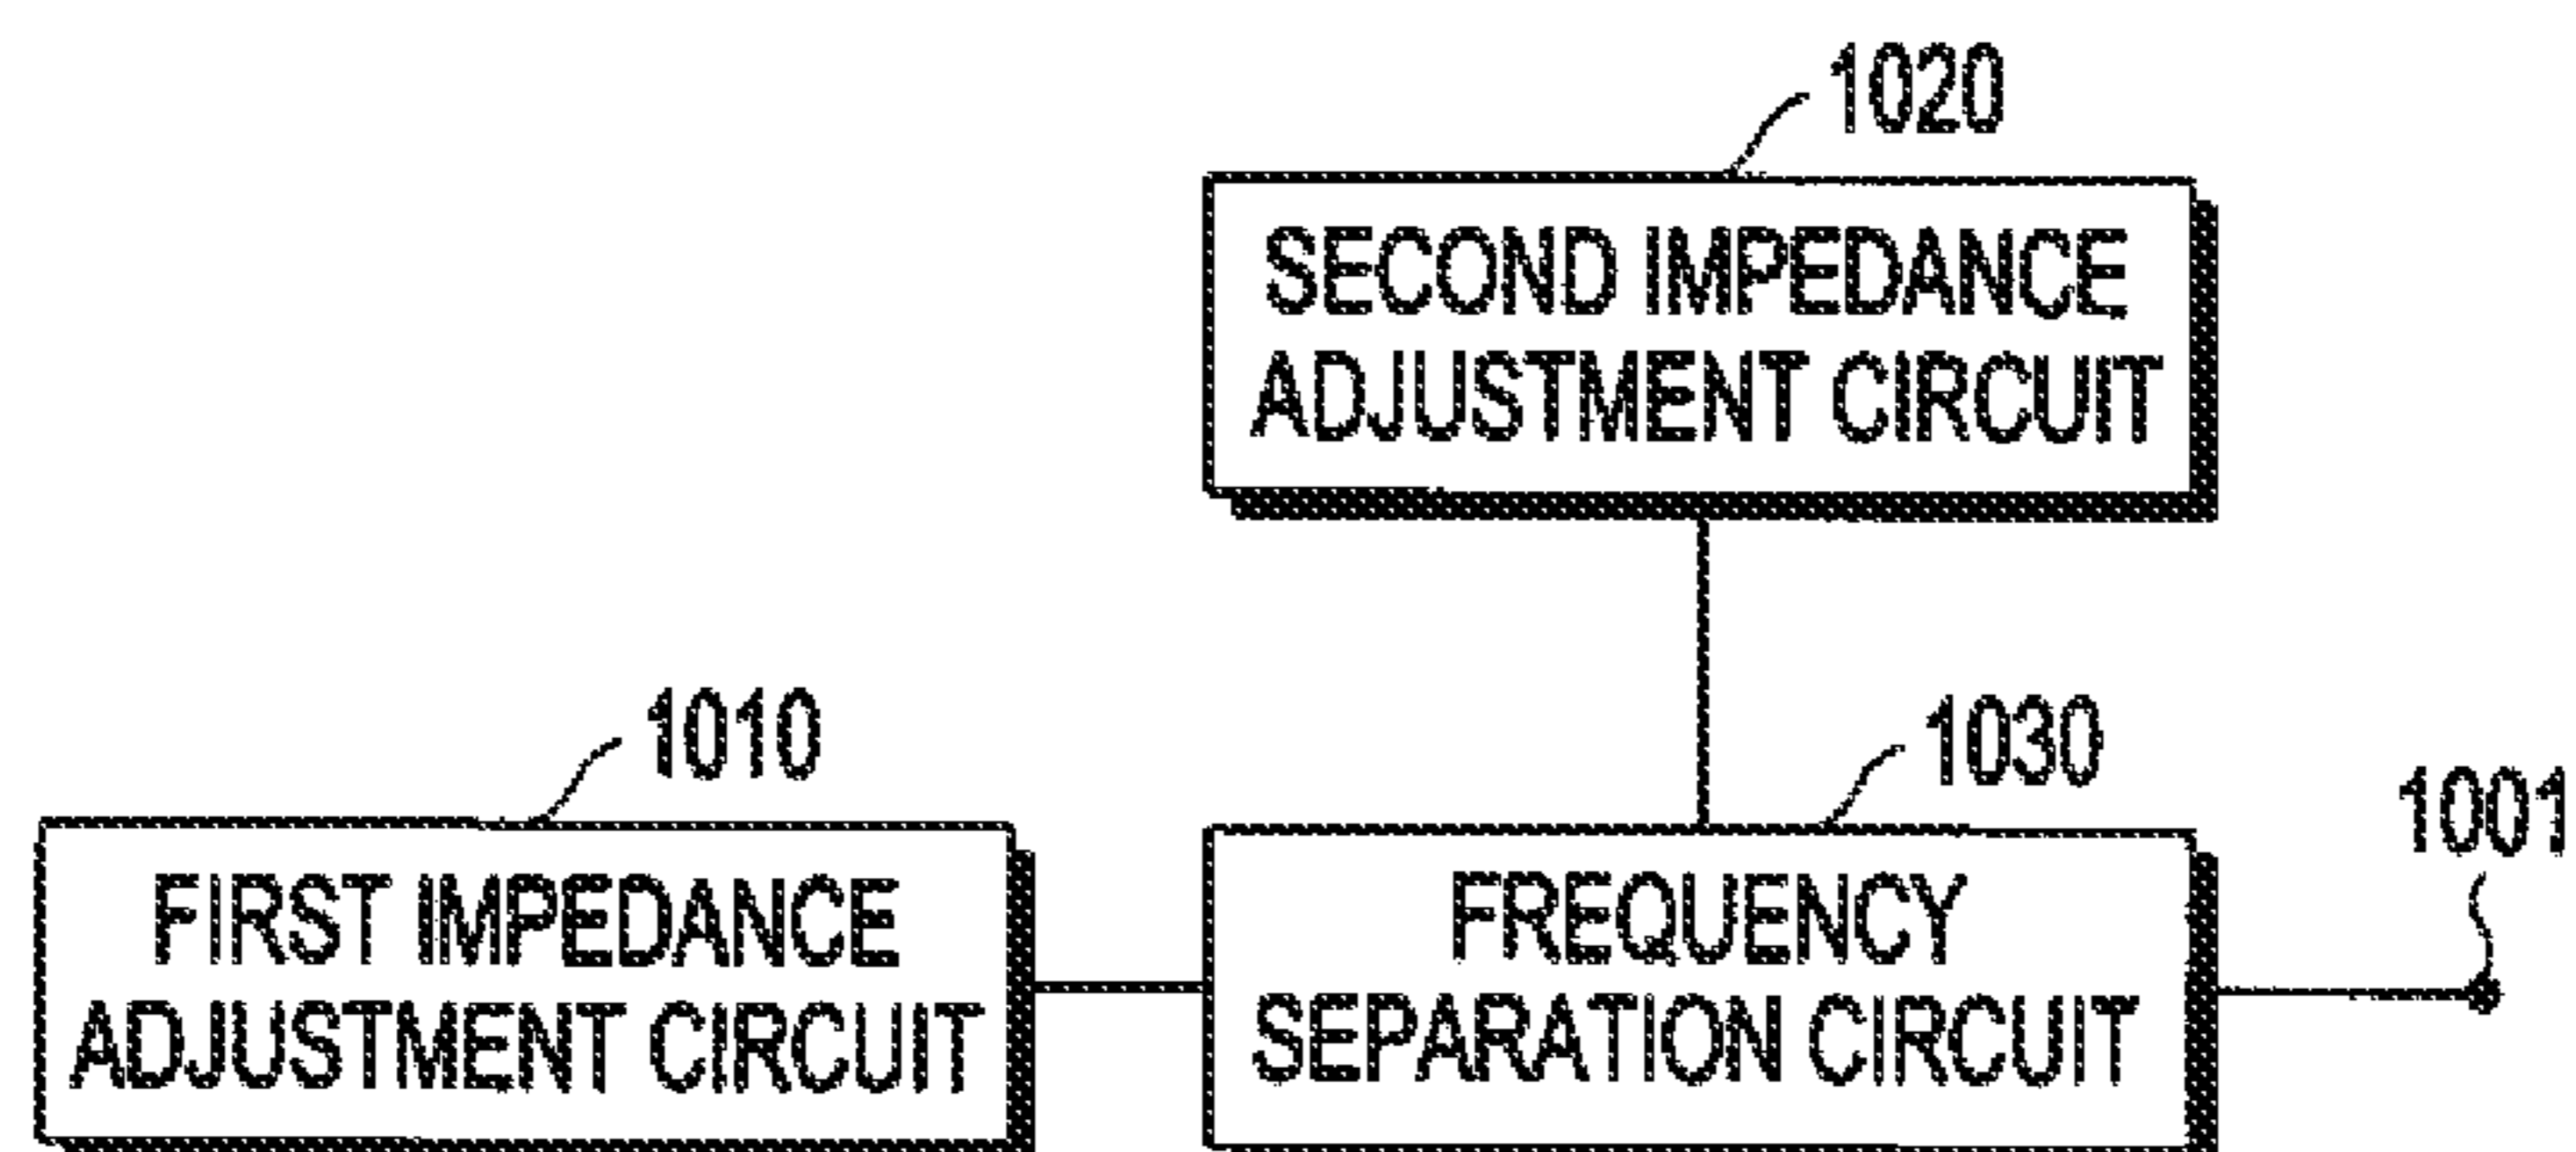 1020
SECOND IMPEDANCE
ADJUSTMENT CIRCUIT
1010
FIRST IMPEDANCE
ADJUSTMENT CIRCUIT
1030
FREQUENCY
SEPARATION CIRCUIT
1001